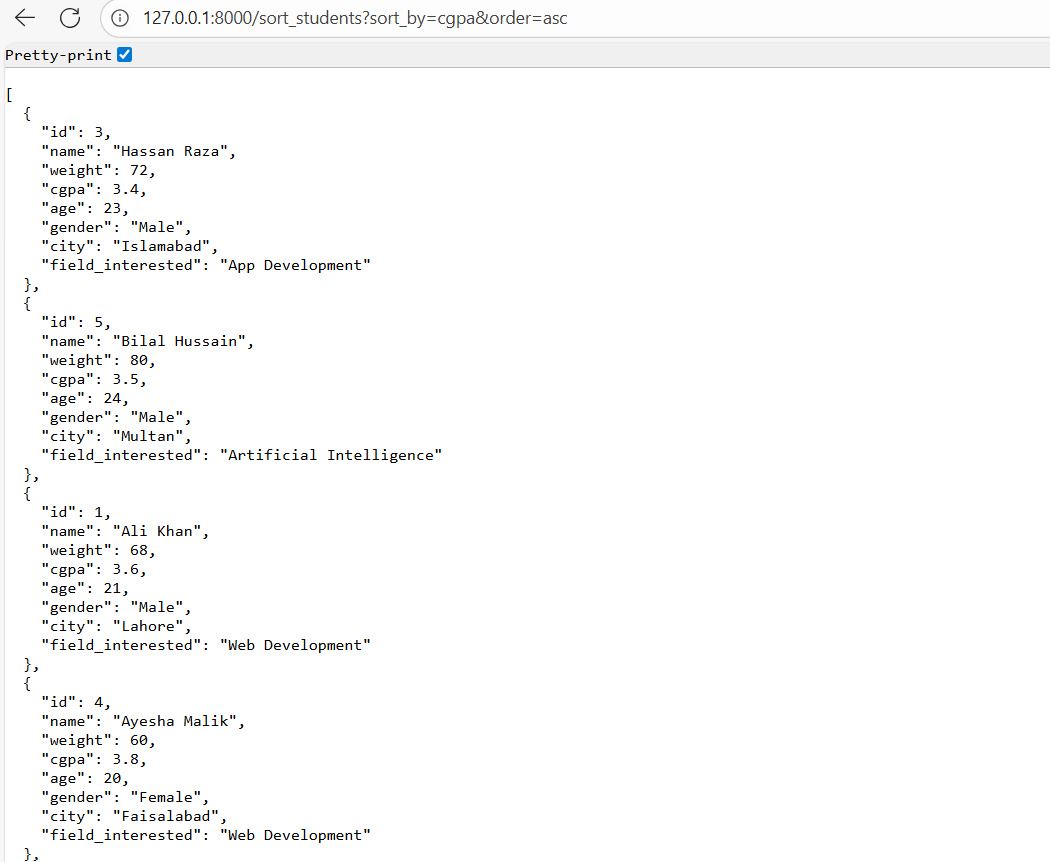 127.0.0.1:8000/sort_students?sort_by=cgpa&order=asc
Pretty-print
[
  {
    "id": 3,
    "name": "Hassan Raza",
    "weight": 72,
    "cgpa": 3.4,
    "age": 23,
    "gender": "Male",
    "city": "Islamabad",
    "field_interested": "App Development"
  },
  {
    "id": 5,
    "name": "Bilal Hussain",
    "weight": 80,
    "cgpa": 3.5,
    "age": 24,
    "gender": "Male",
    "city": "Multan",
    "field_interested": "Artificial Intelligence"
  },
  {
    "id": 1,
    "name": "Ali Khan",
    "weight": 68,
    "cgpa": 3.6,
    "age": 21,
    "gender": "Male",
    "city": "Lahore",
    "field_interested": "Web Development"
  },
  {
    "id": 4,
    "name": "Ayesha Malik",
    "weight": 60,
    "cgpa": 3.8,
    "age": 20,
    "gender": "Female",
    "city": "Faisalabad",
    "field_interested": "Web Development"
  },